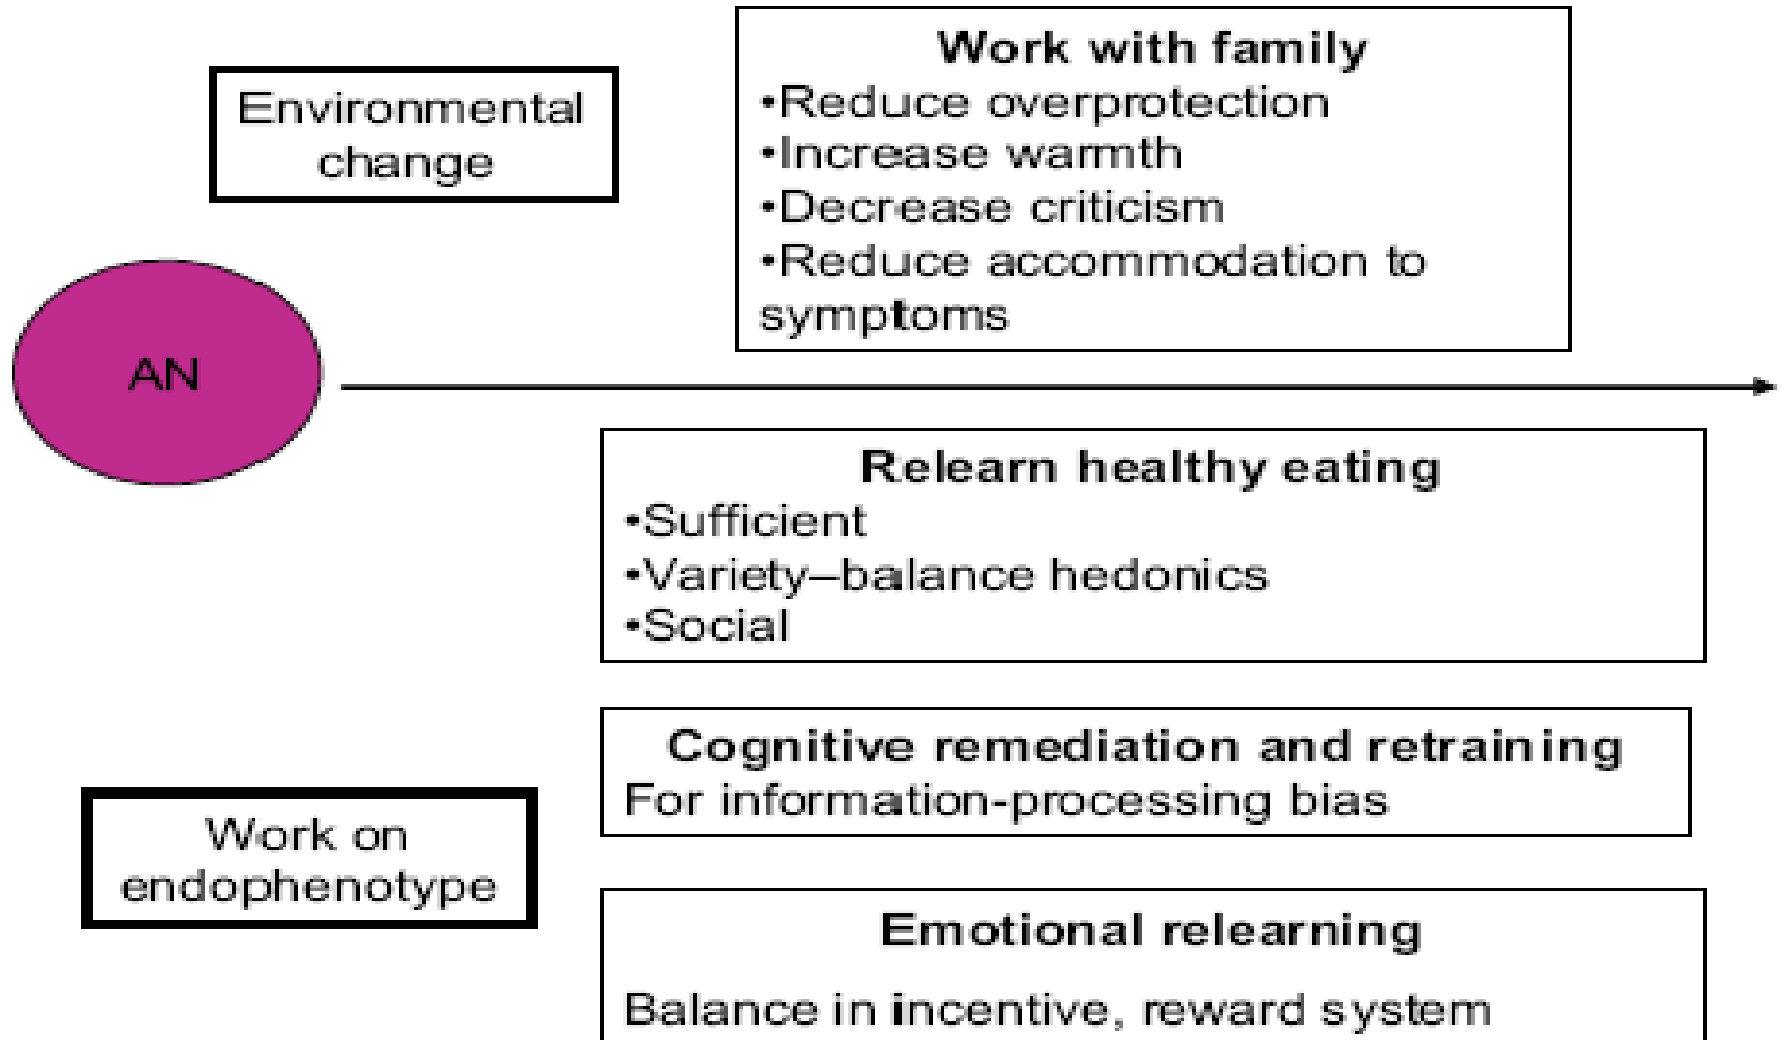 Environmental
change
Work with family
•Reduce overprotection
•Increase warmth
•Decrease criticism
•Reduce accommodation to
symptoms
AN
Relearn healthy eating
•Sufficient
•Variety–balance hedonics
•Social
Work on
endophenotype
Cognitive remediation and retraining
For information-processing bias
Emotional relearning
Balance in incentive, reward system